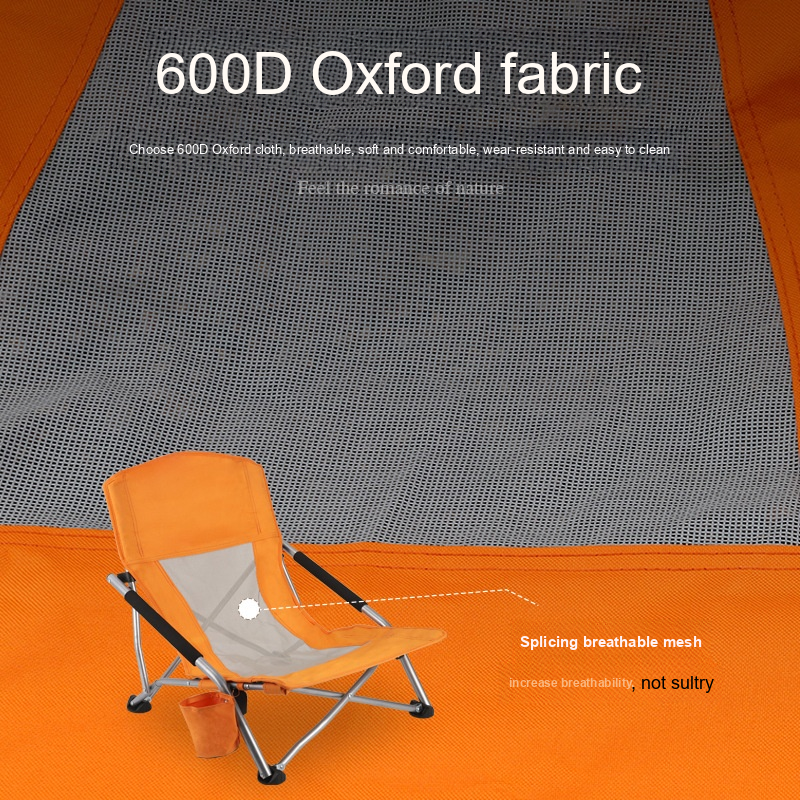 600D Oxford fabric
Choose 600D Oxford cloth, breathable, soft and comfortable, wear-resistant and easy to clean
Feel the romance of nature
Splicing breathable mesh
increase breathability, not sultry